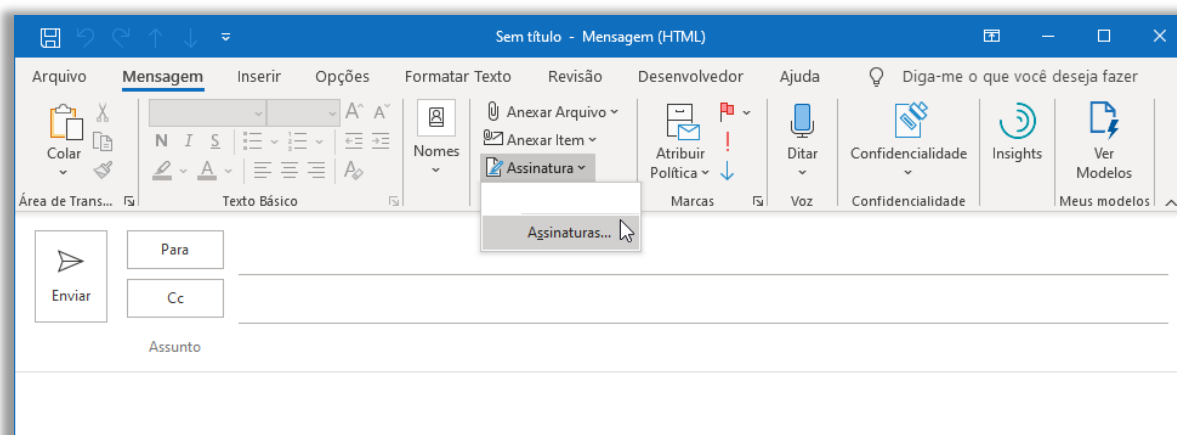 Sem título - Mensagem (HTML)
Arquivo Mensagem Inserir Opções Formatar Texto Revisão Desenvolvedor Ajuda Diga-me o que você deseja fazer
Colar
Área de Trans...
N I S
A A
A
Texto Básico
Nomes
Anexar Arquivo
Anexar Item
Assinatura
Assinaturas...
Atribuir
Política
Marcas
Ditar
Voz
Confidencialidade
Confidencialidade
Insights
Ver
Modelos
Meus modelos
Enviar
Para
Cc
Assunto